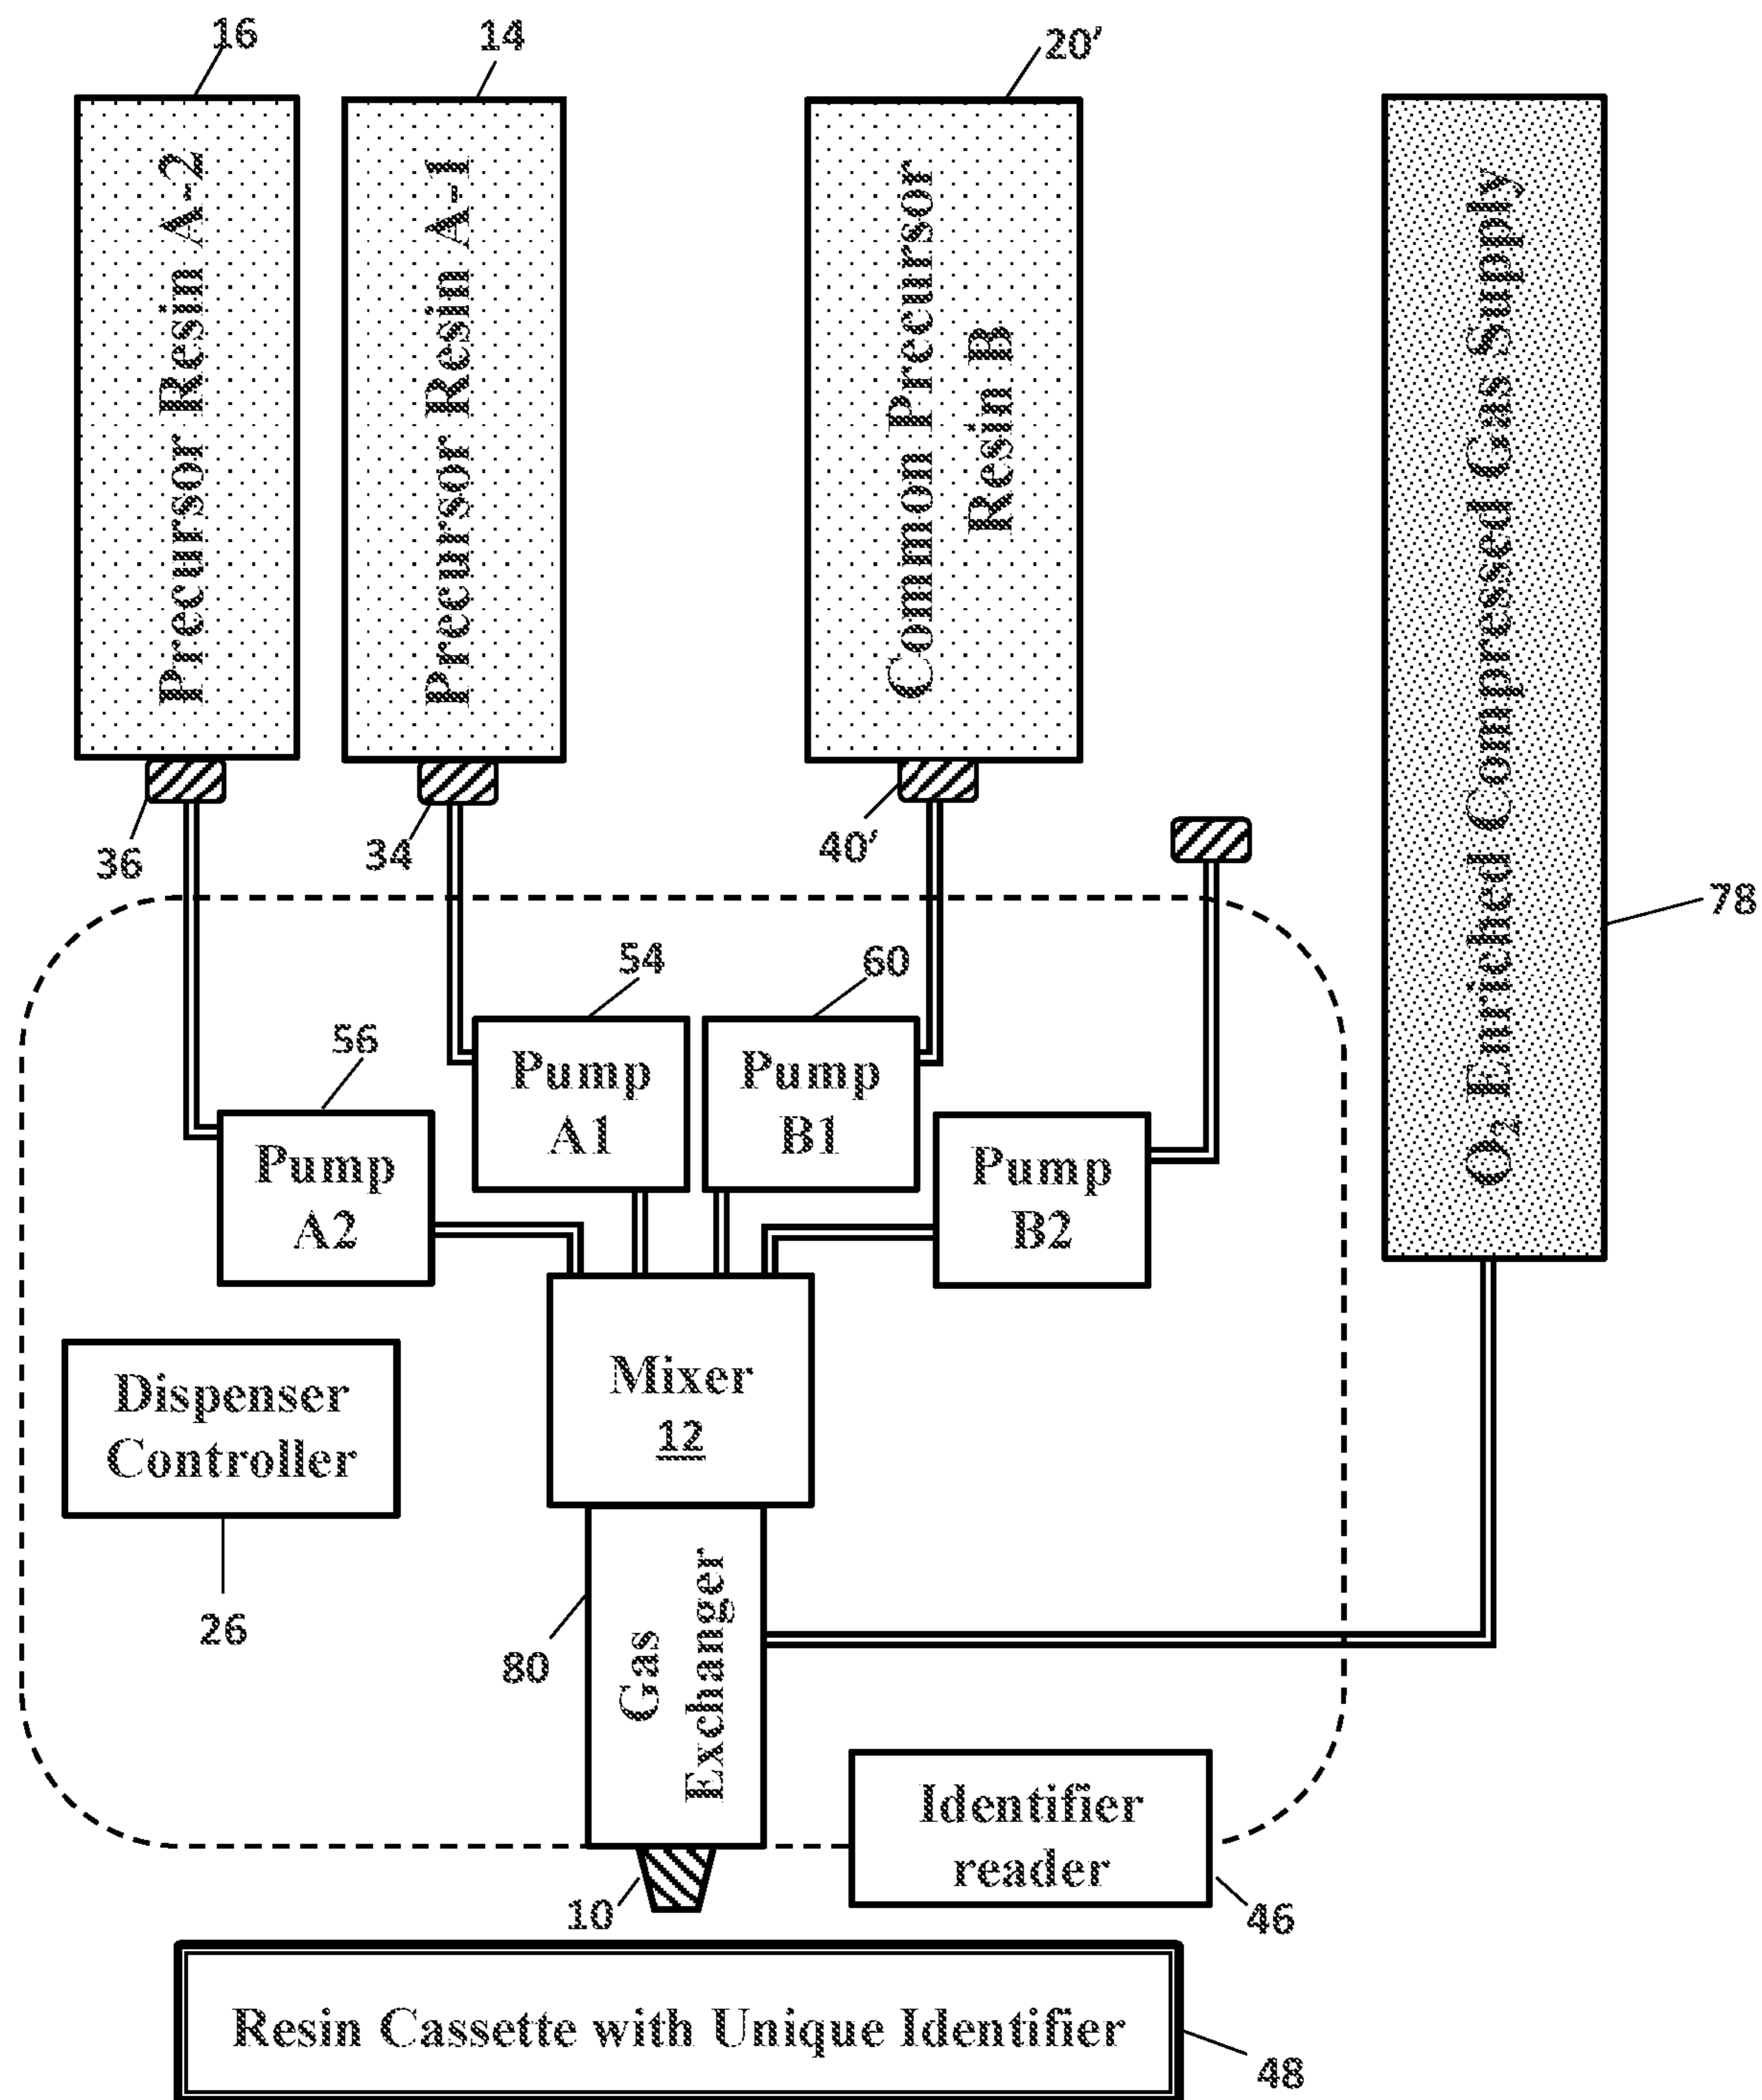 16
14
20'
Precursor Resin A-2
Precursor Resin A-1
Common Precursor
Resin B
O₂ Enriched Compressed Gas Supply
36
34
40'
78
54
60
56
Pump
A1
Pump
B1
Pump
A2
Pump
B2
Mixer
12
Dispenser
Controller
26
80
Gas
Exchanger
Identifier
reader
10
46
Resin Cassette with Unique Identifier
48